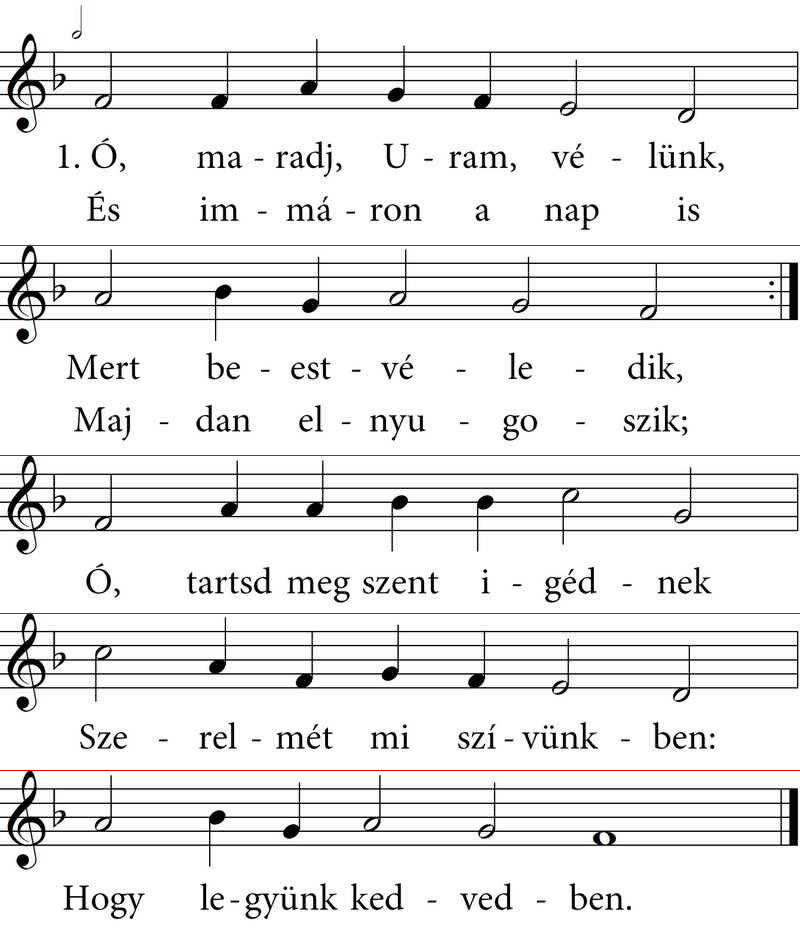 1. Ó, ma - radj, U - ram, vé - lünk,
És im - má - ron a nap is
Mert be - est - vé - le - dik,
Maj - dan el - nyu - go - szik;
Ó, tartsd meg szent i - géd - nek
Sze - rel - mét mi szí - vünk - ben:
Hogy le - gyünk ked - ved - ben.